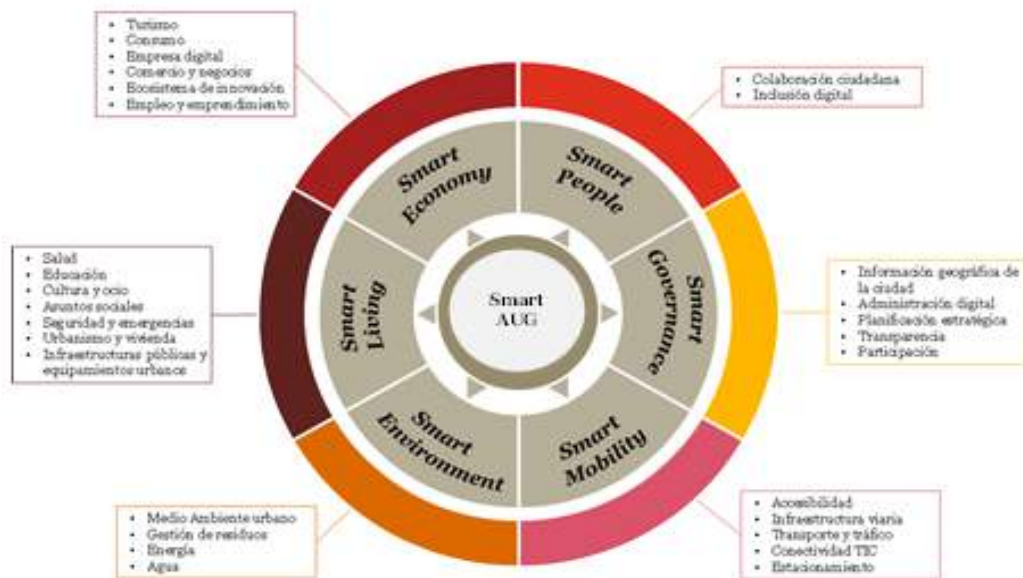 • Turismo
• Consumo
• Empresa digital
• Comercio y negocios
• Ecosistema de innovación
• Empleo y emprendimiento
• Colaboración ciudadana
• Inclusión digital
Smart
Economy
Smart
People
• Salud
• Educación
• Cultura y ocio
• Asuntos sociales
• Seguridad y emergencias
• Urbanismo y vivienda
• Infraestructuras públicas y
equipamientos urbanos
Smart
Living
Smart
AUG
Smart
Governance
• Información geográfica de
la ciudad
• Administración digital
• Planificación estratégica
• Transparencia
• Participación
Smart
Environment
Smart
Mobility
• Medio Ambiente urbano
• Gestión de residuos
• Energía
• Agua
• Accesibilidad
• Infraestructura viaria
• Transporte y tráfico
• Conectividad TIC
• Estacionamiento